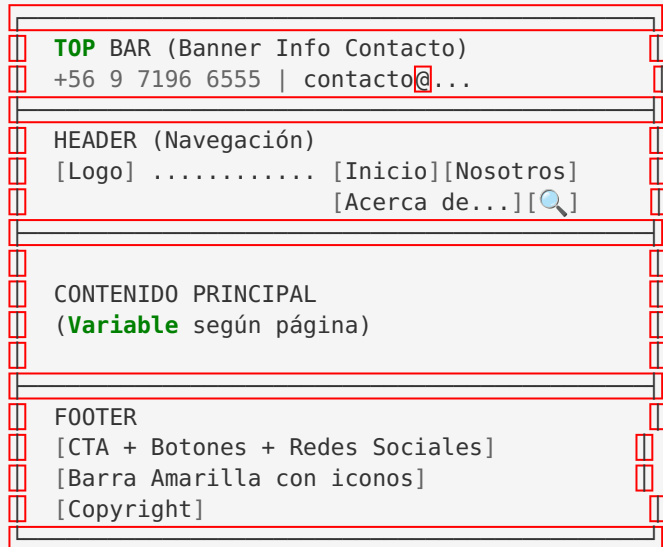 TOP BAR (Banner Info Contacto)
+56 9 7196 6555 | contacto@...
HEADER (Navegación)
[Logo] ............ [Inicio][Nosotros]
[Acerca de...][🔍]
CONTENIDO PRINCIPAL
(Variable según página)
FOOTER
[CTA + Botones + Redes Sociales]
[Barra Amarilla con iconos]
[Copyright]